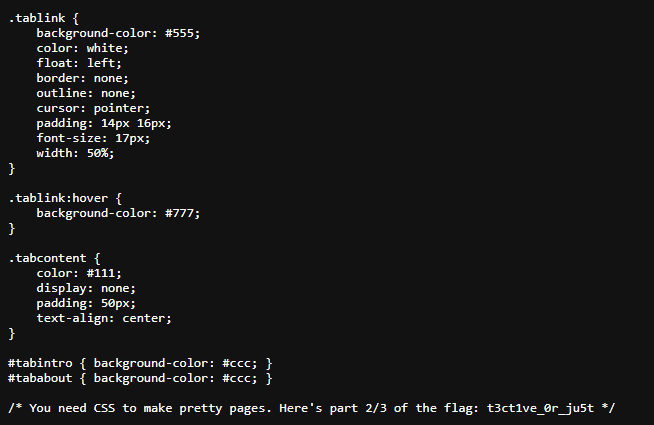 .tablink {
    background-color: #555;
    color: white;
    float: left;
    border: none;
    outline: none;
    cursor: pointer;
    padding: 14px 16px;
    font-size: 17px;
    width: 50%;
}

.tablink:hover {
    background-color: #777;
}

.tabcontent {
    color: #111;
    display: none;
    padding: 50px;
    text-align: center;
}

#tabintro { background-color: #ccc; }
#tababout { background-color: #ccc; }

/* You need CSS to make pretty pages. Here's part 2/3 of the flag: t3ct1ve_0r_ju5t */